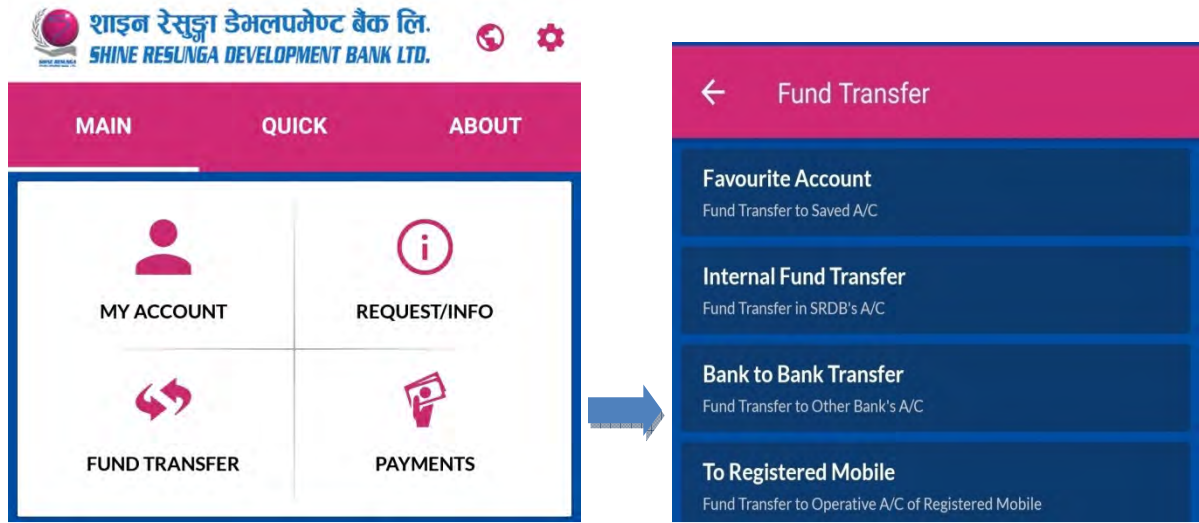 शाइन रेसुङ्गा डेभलपमेण्ट बैंक लि.
SHINE RESUNGA DEVELOPMENT BANK LTD.
MAIN QUICK ABOUT
MY ACCOUNT REQUEST/INFO
FUND TRANSFER PAYMENTS
Fund Transfer
Favourite Account
Fund Transfer to Saved A/C
Internal Fund Transfer
Fund Transfer in SRDB's A/C
Bank to Bank Transfer
Fund Transfer to Other Bank's A/C
To Registered Mobile
Fund Transfer to Operative A/C of Registered Mobile